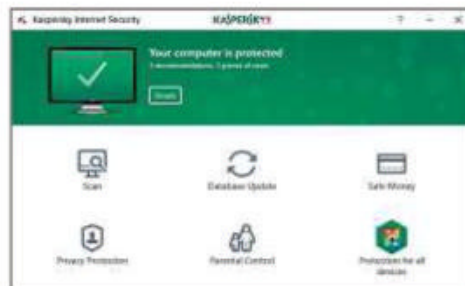 Kaspersky Internet Security
KASPERSKY
? – ×
Your computer is protected
Details
Scan
Database Update
Safe Money
Privacy Protection
Parental Control
Protection for all
devices